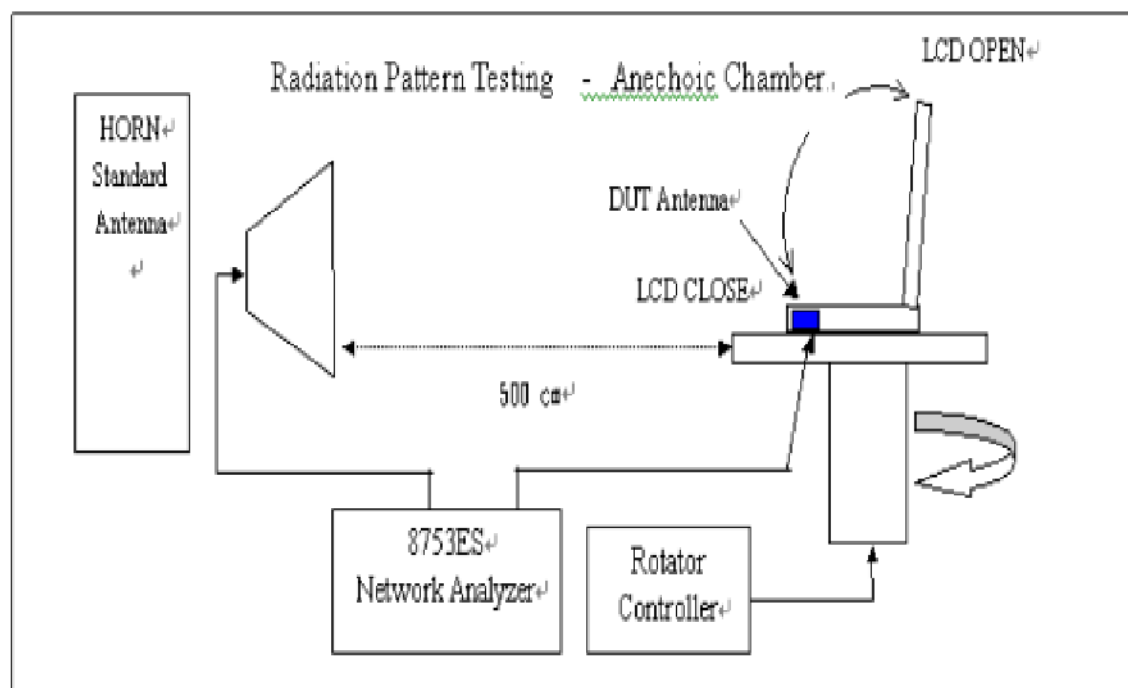 LCD OPEN↵
Radiation Pattern Testing - Anechoic Chamber.
HORN↵
Standard
Antenna↵
↵
DUT Antenna↵
LCD CLOSE↵
500 cm↵
8753ES↵
Network Analyzer↵
Rotator
Controller↵